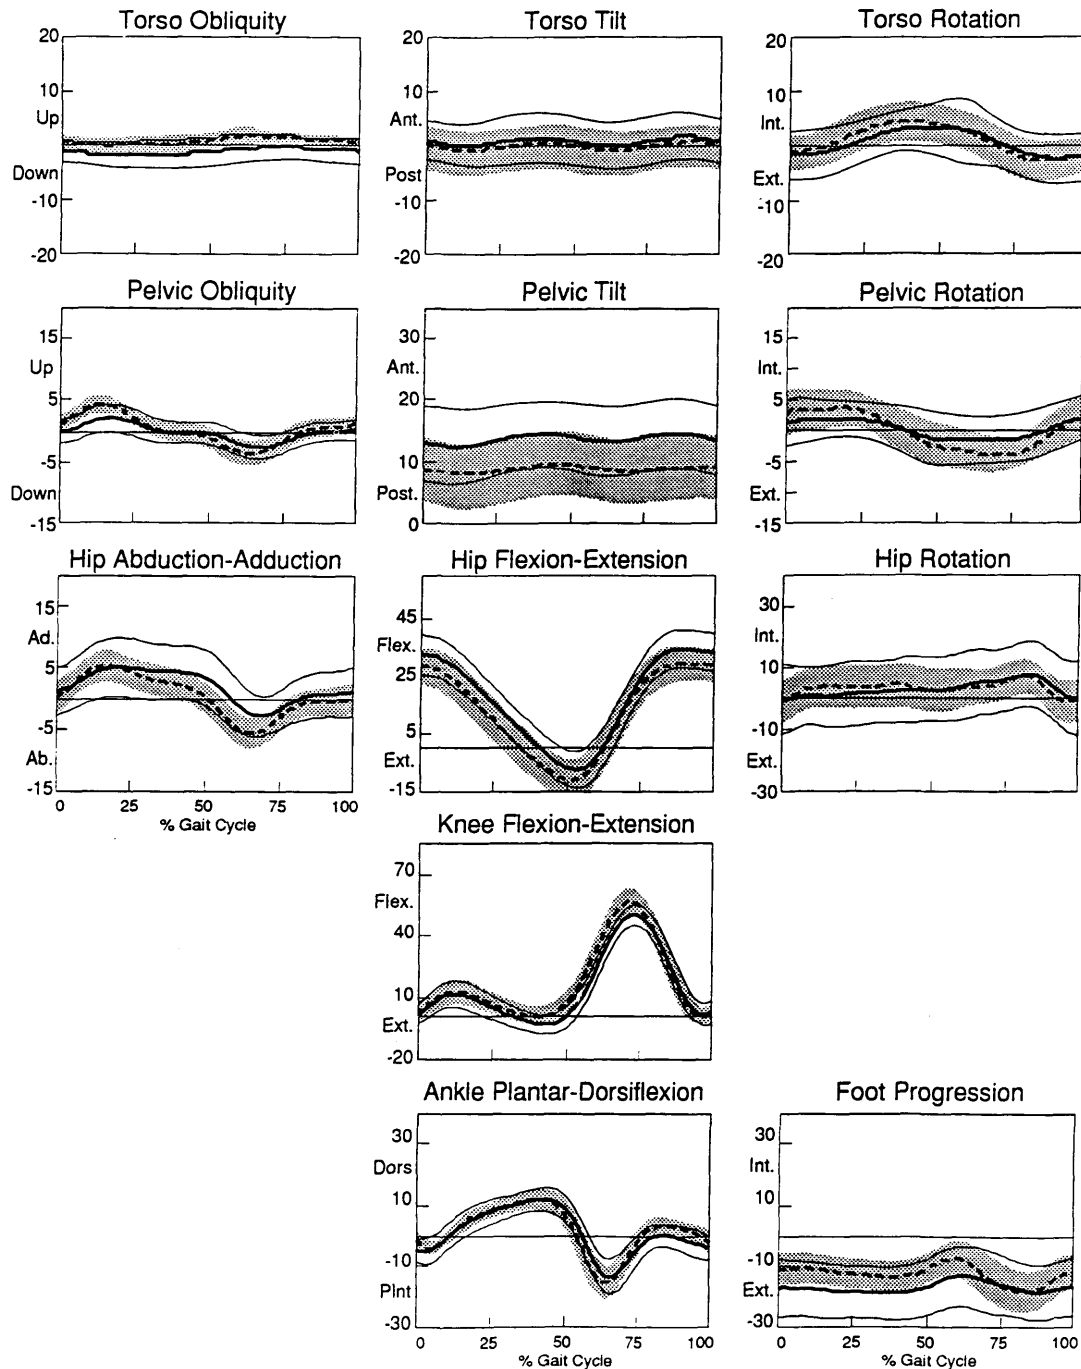 Torso Obliquity
20
10
Up
0
Down
-10
-20
Torso Tilt
20
10
Ant.
0
Post
-10
-20
Torso Rotation
20
10
Int.
0
Ext.
-10
-20
Pelvic Obliquity
15
Up
5
-5
Down
-15
Pelvic Tilt
30
Ant.
20
10
Post.
0
Pelvic Rotation
15
Int.
5
-5
Ext.
-15
Hip Abduction-Adduction
15
Ad.
5
-5
Ab.
-15
0 25 50 75 100
% Gait Cycle
Hip Flexion-Extension
45
Flex.
25
5
Ext.
-15
Hip Rotation
30
Int.
10
-10
Ext.
-30
Knee Flexion-Extension
70
Flex.
40
10
Ext.
-20
Ankle Plantar-Dorsiflexion
30
Dors
10
-10
Plnt
-30
0 25 50 75 100
% Gait Cycle
Foot Progression
30
Int.
10
-10
Ext.
-30
0 25 50 75 100
% Gait Cycle